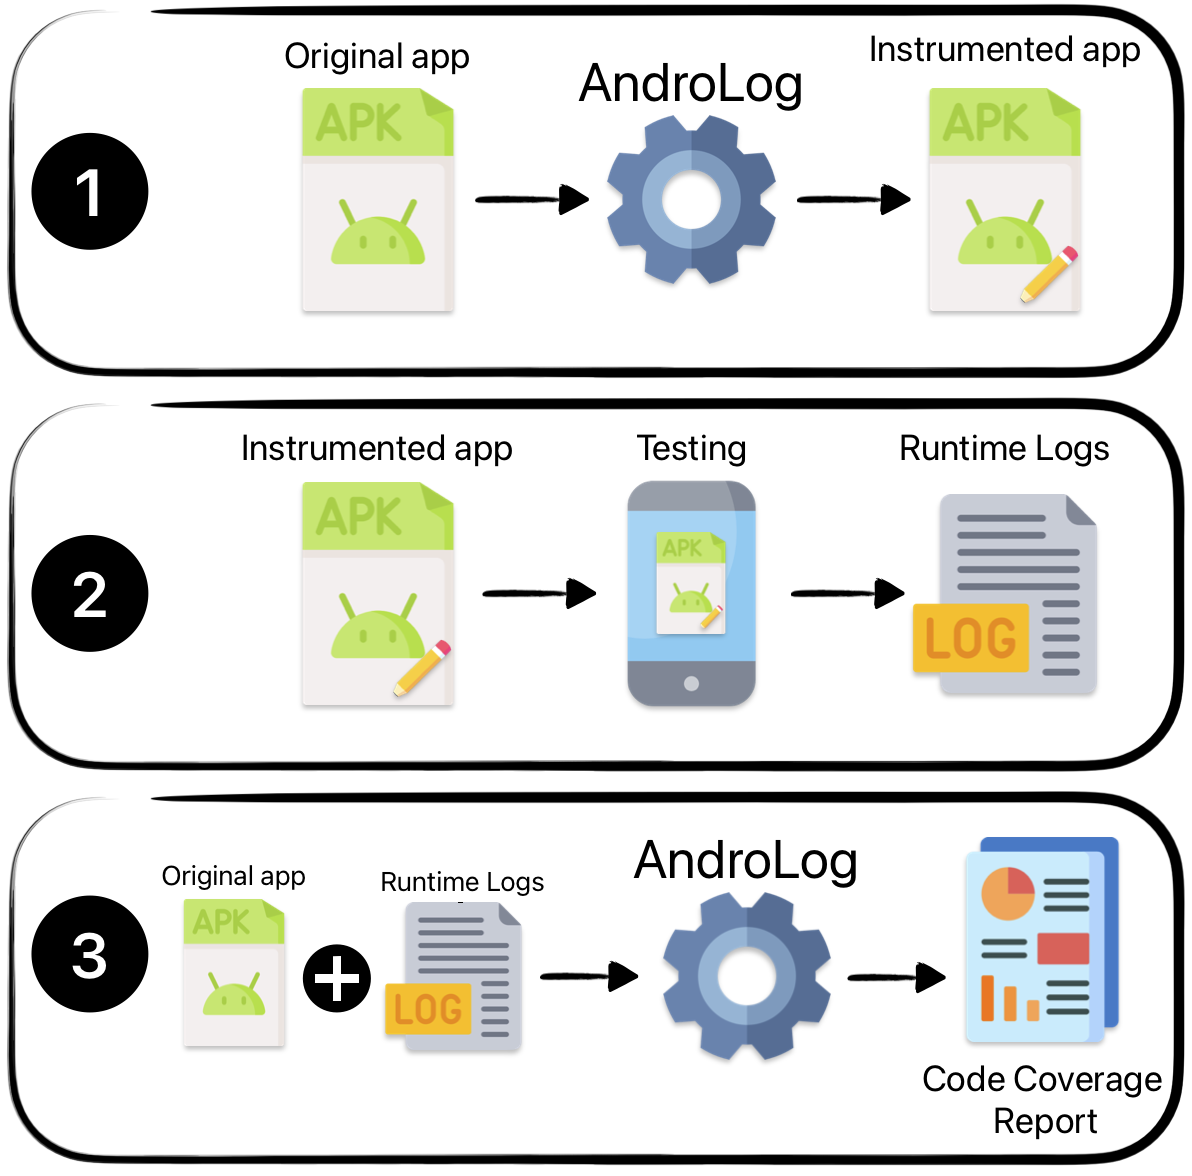 1
Original app
AndroLog
Instrumented app
APK
APK
2
Instrumented app
Testing
Runtime Logs
APK
APK
LOG
3
Original app
Runtime Logs
AndroLog
APK
LOG
Code Coverage
Report